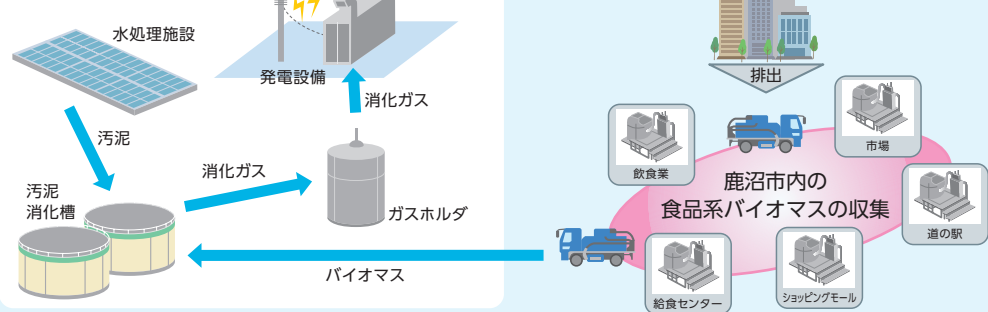 水処理施設
発電設備
消化ガス
汚泥
消化ガス
汚泥
消化槽
ガスホルダ
バイオマス
排出
市場
飲食業
鹿沼市内の
食品系バイオマスの収集
道の駅
給食センター
ショッピングモール